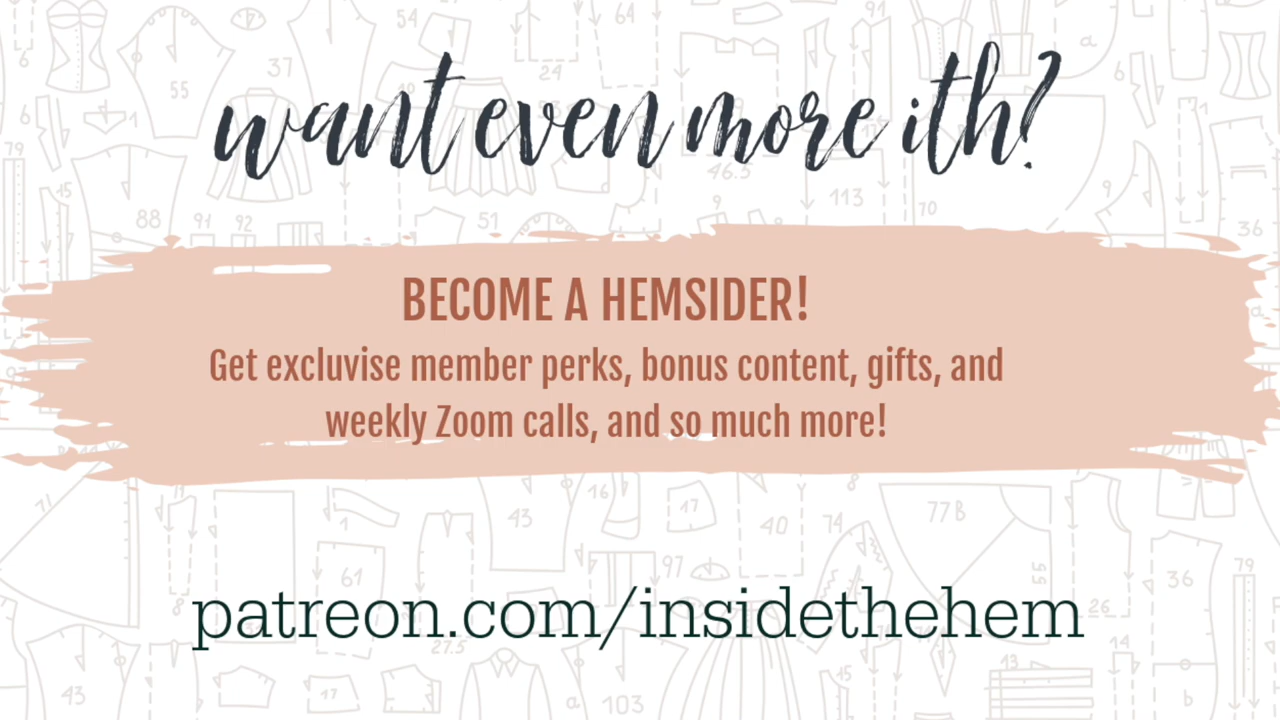 want even more ith?
BECOME A HEMSIDER!
Get excluvise member perks, bonus content, gifts, and
weekly Zoom calls, and so much more!
patreon.com/insidethehem